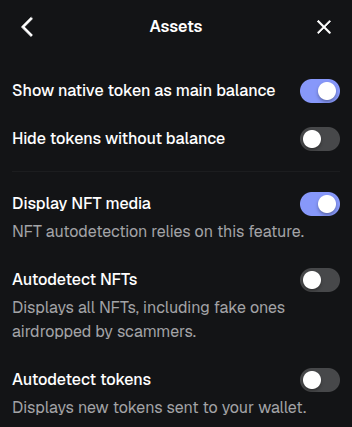 Assets
Show native token as main balance
Hide tokens without balance
Display NFT media
NFT autodetection relies on this feature.
Autodetect NFTs
Displays all NFTs, including fake ones
airdropped by scammers.
Autodetect tokens
Displays new tokens sent to your wallet.